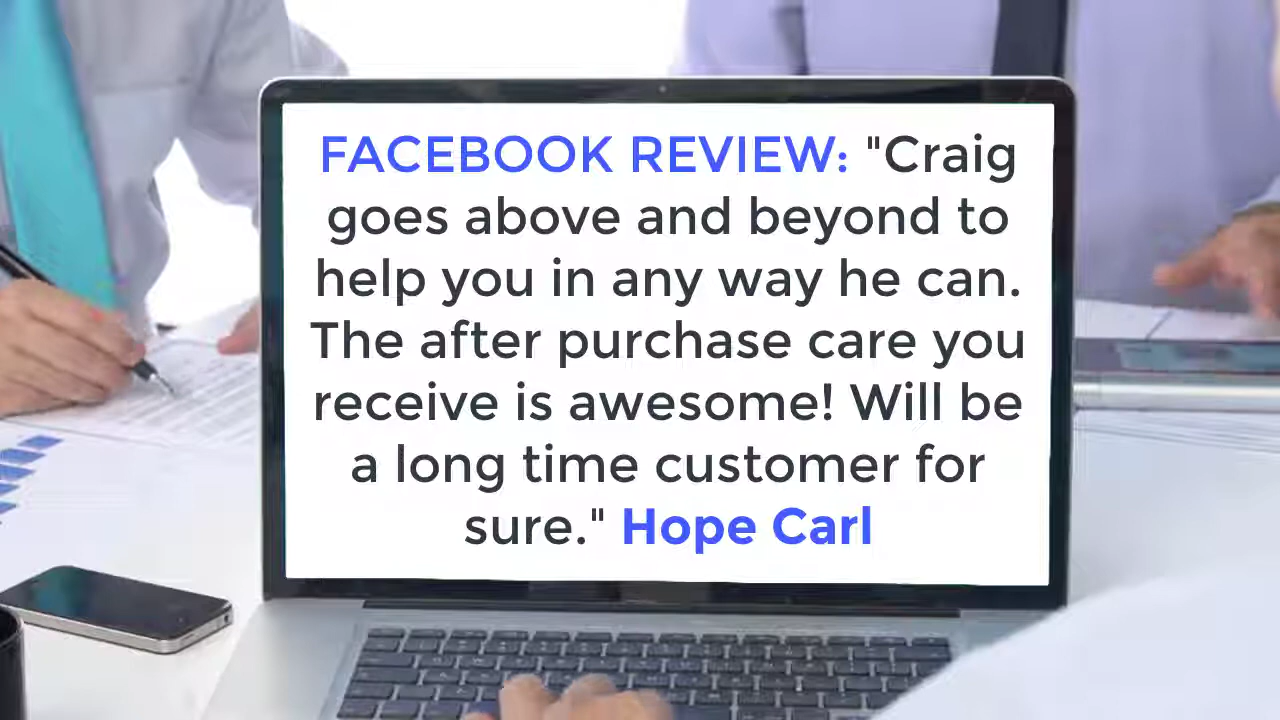 FACEBOOK REVIEW: "Craig
goes above and beyond to
help you in any way he can.
The after purchase care you
receive is awesome! Will be
a long time customer for
sure." Hope Carl